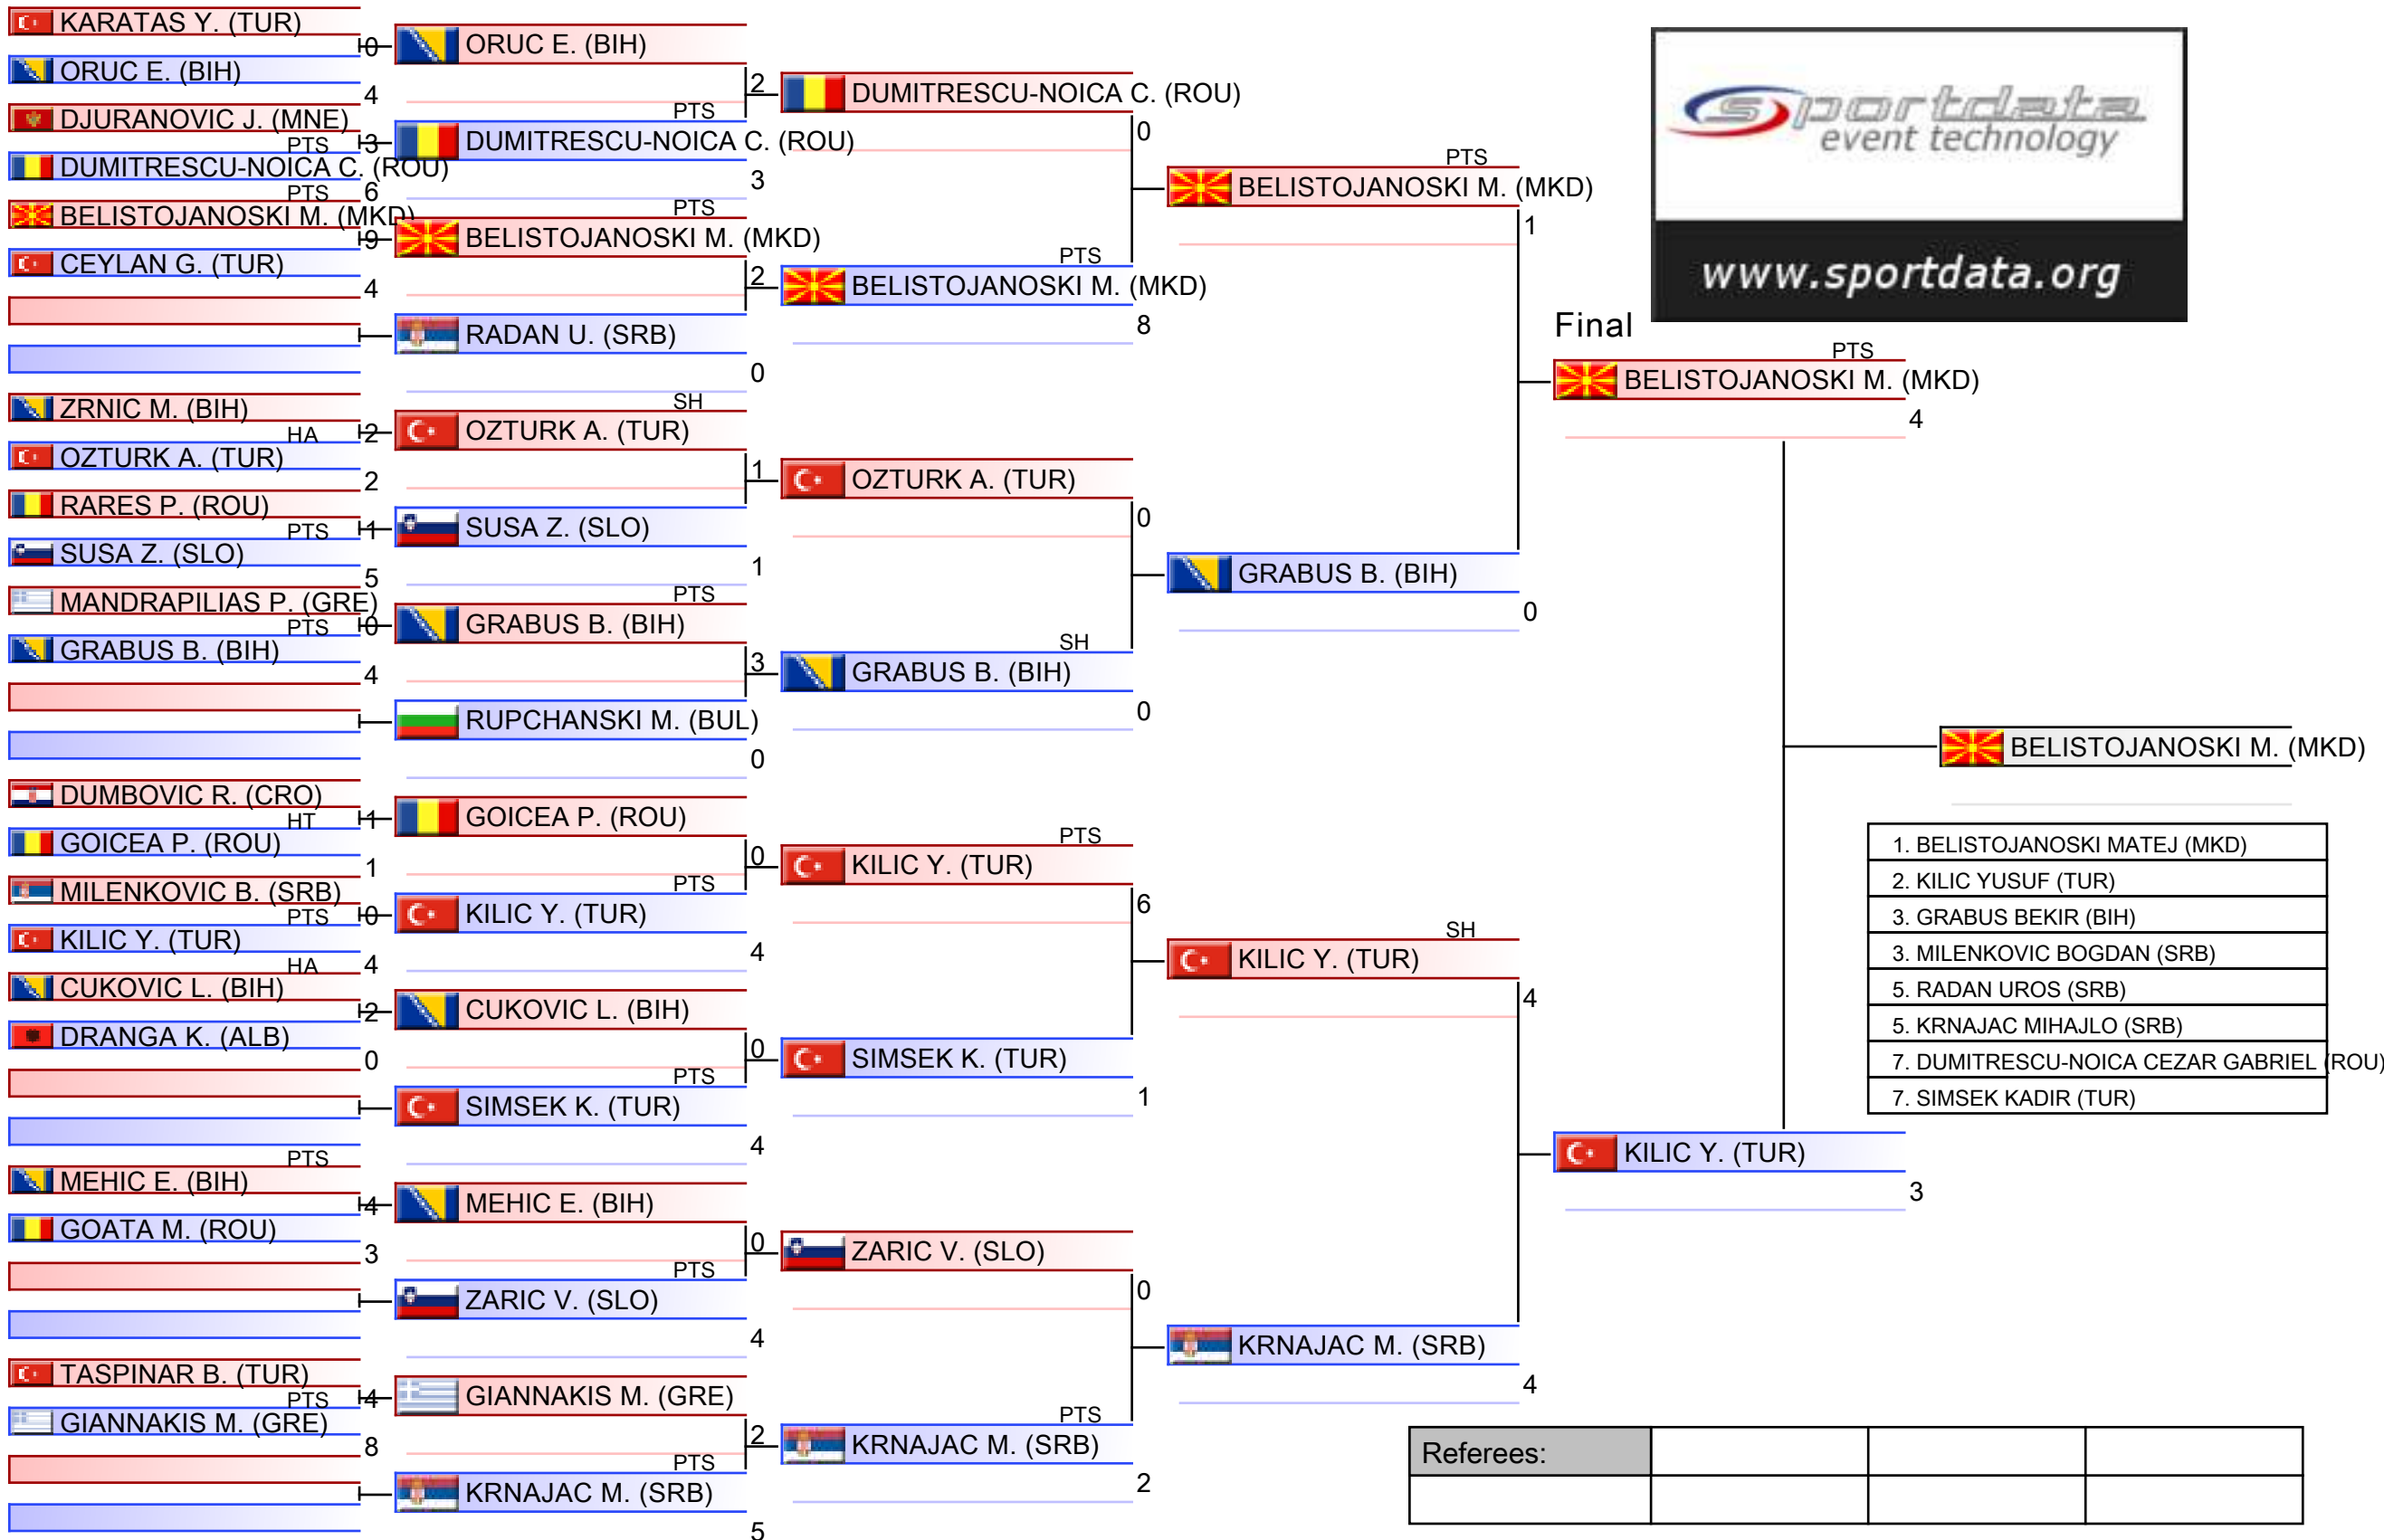 KARATAS Y. (TUR)
0
ORUC E. (BIH)
4
DJURANOVIC J. (MNE)
PTS
3
DUMITRESCU-NOICA C. (ROU)
PTS
6
BELISTOJANOSKI M. (MKD)
9
CEYLAN G. (TUR)
4
ZRNIC M. (BIH)
HA
2
OZTURK A. (TUR)
2
RARES P. (ROU)
PTS
1
SUSA Z. (SLO)
5
MANDRAPILIAS P. (GRE)
PTS
0
GRABUS B. (BIH)
4
DUMBOVIC R. (CRO)
HT
1
GOICEA P. (ROU)
1
MILENKOVIC B. (SRB)
PTS
0
KILIC Y. (TUR)
4
HA
CUKOVIC L. (BIH)
2
DRANGA K. (ALB)
0
PTS
MEHIC E. (BIH)
4
GOATA M. (ROU)
3
TASPINAR B. (TUR)
PTS
4
GIANNAKIS M. (GRE)
8
ORUC E. (BIH)
2
PTS
DUMITRESCU-NOICA C. (ROU)
3
PTS
BELISTOJANOSKI M. (MKD)
2
RADAN U. (SRB)
0
SH
OZTURK A. (TUR)
1
SUSA Z. (SLO)
1
PTS
GRABUS B. (BIH)
3
RUPCHANSKI M. (BUL)
0
GOICEA P. (ROU)
0
PTS
KILIC Y. (TUR)
4
CUKOVIC L. (BIH)
0
PTS
SIMSEK K. (TUR)
4
MEHIC E. (BIH)
0
PTS
ZARIC V. (SLO)
4
GIANNAKIS M. (GRE)
2
PTS
KRNAJAC M. (SRB)
5
DUMITRESCU-NOICA C. (ROU)
0
PTS
BELISTOJANOSKI M. (MKD)
8
OZTURK A. (TUR)
0
SH
GRABUS B. (BIH)
0
PTS
KILIC Y. (TUR)
6
SIMSEK K. (TUR)
1
ZARIC V. (SLO)
0
PTS
KRNAJAC M. (SRB)
2
PTS
BELISTOJANOSKI M. (MKD)
1
GRABUS B. (BIH)
0
SH
KILIC Y. (TUR)
4
KRNAJAC M. (SRB)
4
sportdata
event technology
www.sportdata.org
Final
PTS
BELISTOJANOSKI M. (MKD)
4
KILIC Y. (TUR)
3
BELISTOJANOSKI M. (MKD)
1. BELISTOJANOSKI MATEJ (MKD)
2. KILIC YUSUF (TUR)
3. GRABUS BEKIR (BIH)
3. MILENKOVIC BOGDAN (SRB)
5. RADAN UROS (SRB)
5. KRNAJAC MIHAJLO (SRB)
7. DUMITRESCU-NOICA CEZAR GABRIEL (ROU)
7. SIMSEK KADIR (TUR)
Referees: